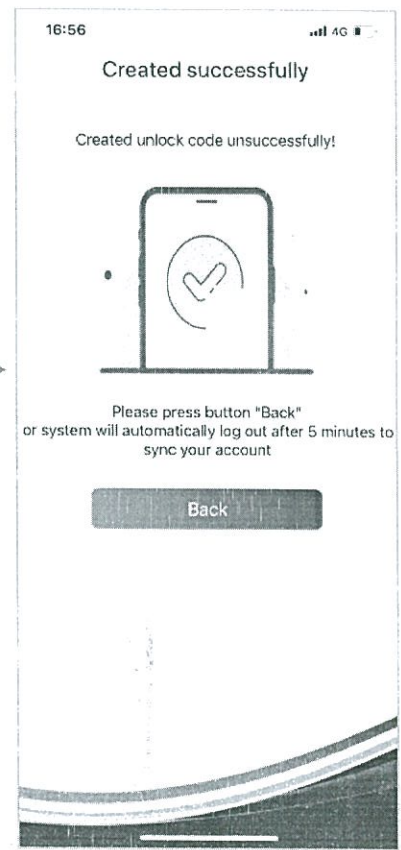 16:56
4G
Created successfully
Created unlock code unsuccessfully!
Please press button "Back"
or system will automatically log out after 5 minutes to
sync your account
Back